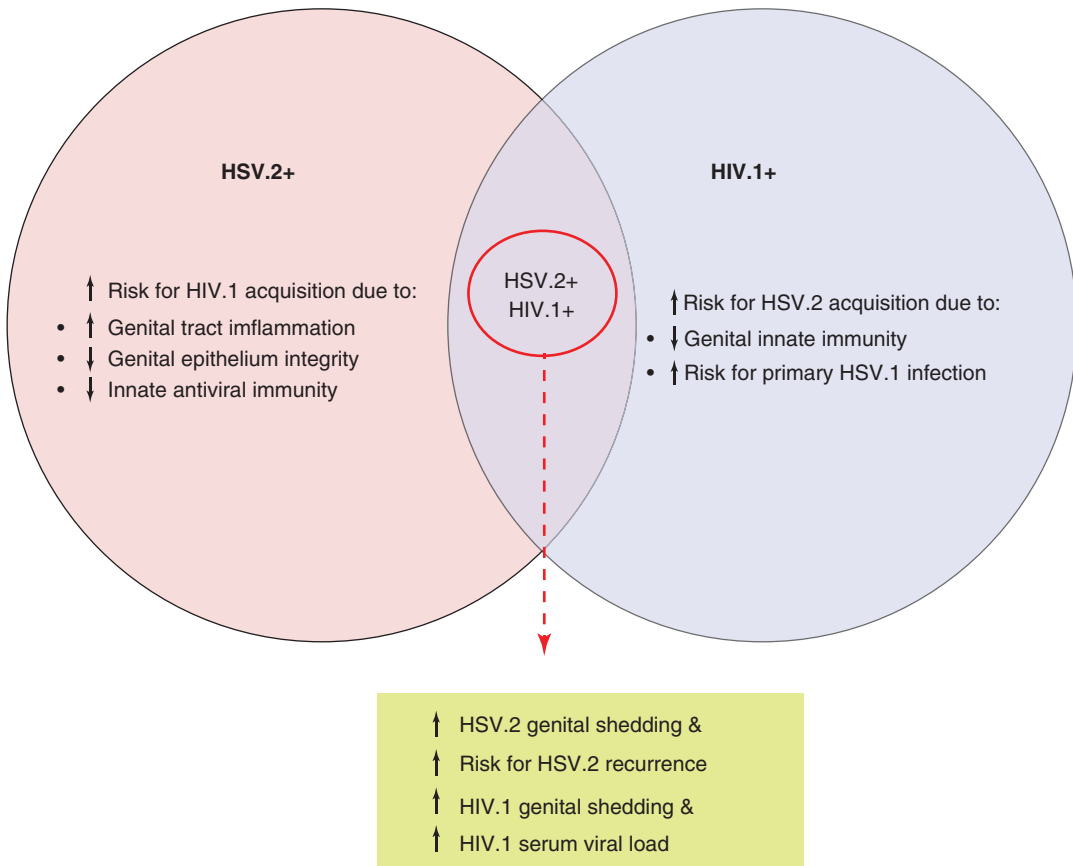 HSV.2+
↑ Risk for HIV.1 acquisition due to:
• ↑ Genital tract imflammation
• ↓ Genital epithelium integrity
• ↓ Innate antiviral immunity
HSV.2+
HIV.1+
HIV.1+
↑ Risk for HSV.2 acquisition due to:
• ↓ Genital innate immunity
• ↑ Risk for primary HSV.1 infection
↑ HSV.2 genital shedding &
↑ Risk for HSV.2 recurrence
↑ HIV.1 genital shedding &
↑ HIV.1 serum viral load